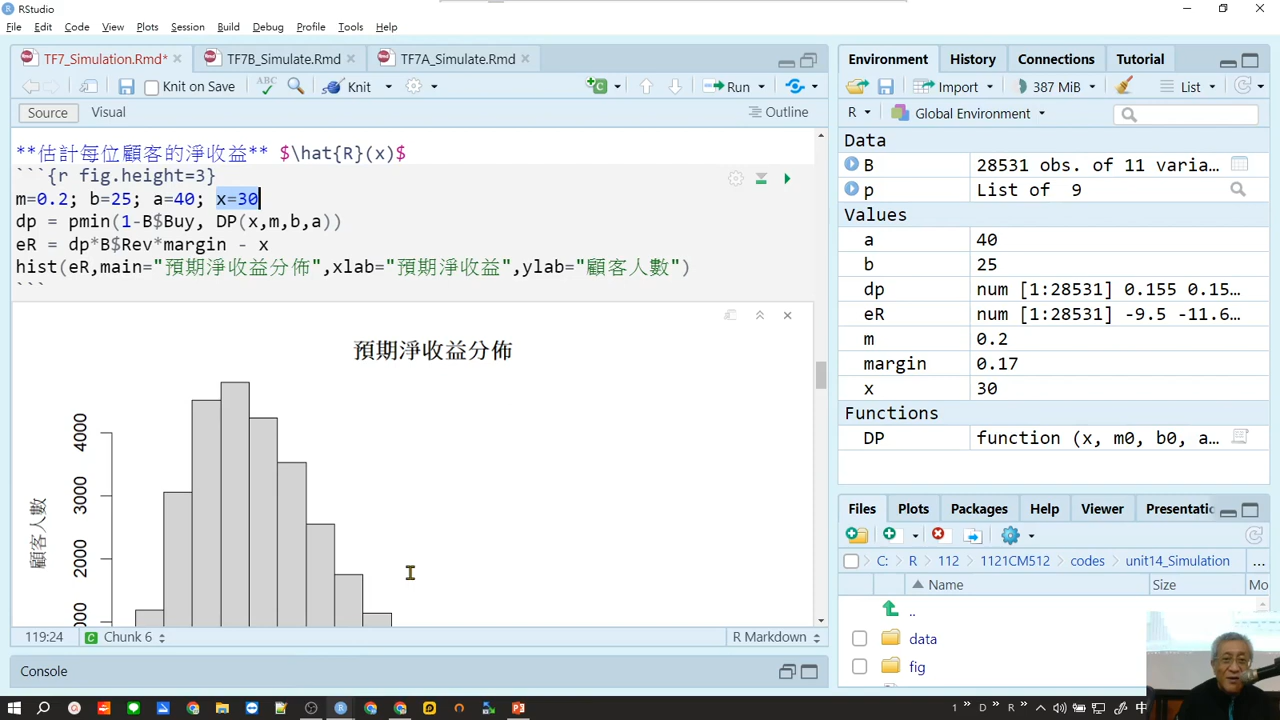 RStudio
File Edit Code View Plots Session Build Debug Profile Tools Help
TF7_Simulation.Rmd* TF7B_Simulate.Rmd TF7A_Simulate.Rmd
Knit on Save ABC Knit Run
Source Visual Outline
**估計每位顧客的淨收益** $\hat{R}(x)$
```{r fig.height=3}
m=0.2; b=25; a=40; x=30
dp = pmin(1-B$Buy, DP(x,m,b,a))
eR = dp*B$Rev*margin - x
hist(eR,main="預期淨收益分佈",xlab="預期淨收益",ylab="顧客人數")
```
預期淨收益分佈
顧客人數
4000
3000
2000
119:24 Chunk 6 R Markdown
Console
Environment History Connections Tutorial
Import 387 MiB List
R Global Environment
Data
B 28531 obs. of 11 varia…
p List of 9
Values
a 40
b 25
dp num [1:28531] 0.155 0.15…
eR num [1:28531] -9.5 -11.6…
m 0.2
margin 0.17
x 30
Functions
DP function (x, m0, b0, a…
Files Plots Packages Help Viewer Presentatic
C: R 112 1121CM512 codes unit14_Simulation ...
Name Size Mo
..
data
fig